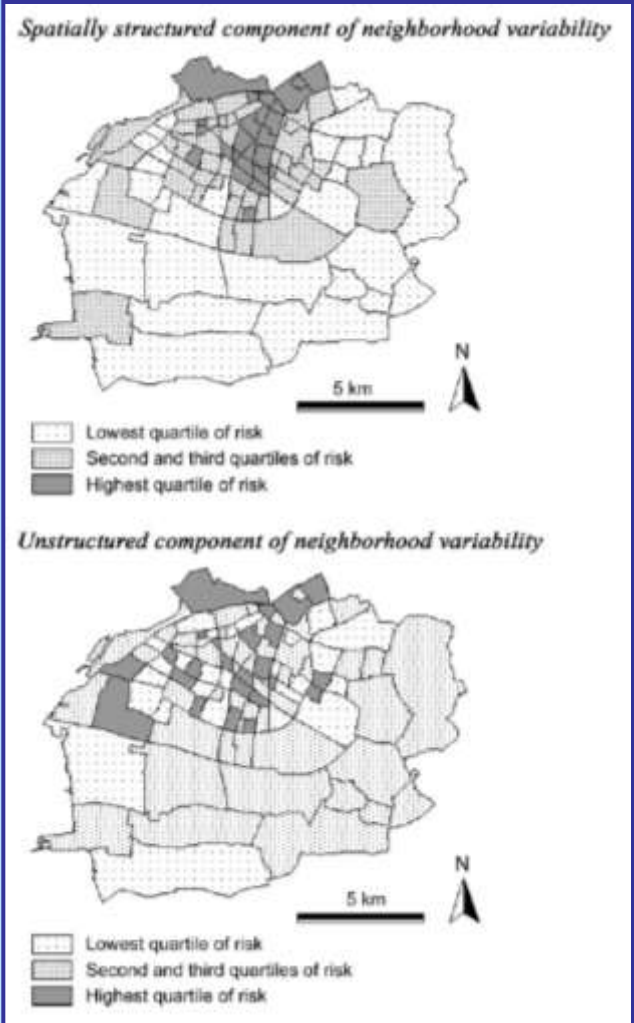 Spatially structured component of neighborhood variability
N
5 km
Lowest quartile of risk
Second and third quartiles of risk
Highest quartile of risk
Unstructured component of neighborhood variability
N
5 km
Lowest quartile of risk
Second and third quartiles of risk
Highest quartile of risk